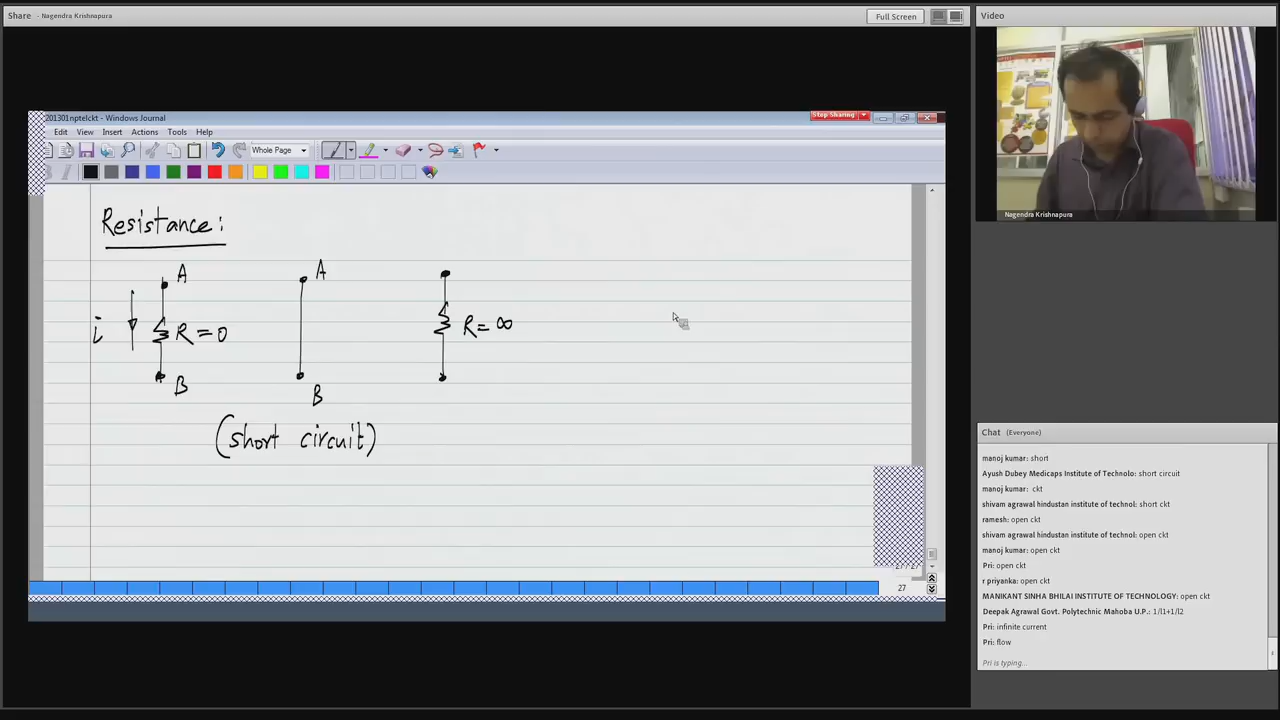 Share - Nagendra Krishnapura
Full Screen
Video
201301nptelckt - Windows Journal
Stop Sharing
Edit View Insert Actions Tools Help
Whole Page
Resistance:
A
i
R = 0
B
A
B
R = ∞
(short circuit)
27
Nagendra Krishnapura
Chat (Everyone)
manoj kumar: short
Ayush Dubey Medicaps Institute of Technolo: short circuit
manoj kumar: ckt
shivam agrawal hindustan institute of technol: short ckt
ramesh: open ckt
shivam agrawal hindustan institute of technol: open ckt
manoj kumar: open ckt
Pri: open ckt
r priyanka: open ckt
MANIKANT SINHA BHILAI INSTITUTE OF TECHNOLOGY: open ckt
Deepak Agrawal Govt. Polytechnic Mahoba U.P.: 1/l1+1/l2
Pri: infinite current
Pri: flow
Pri is typing...